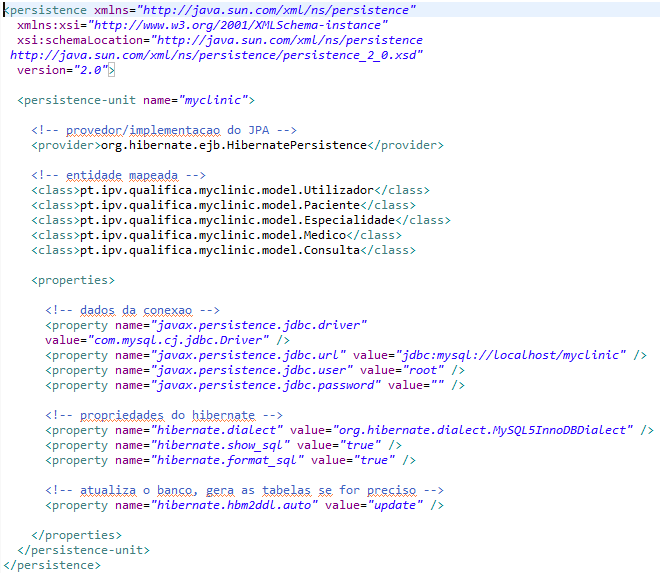 <persistence xmlns="http://java.sun.com/xml/ns/persistence"
xmlns:xsi="http://www.w3.org/2001/XMLSchema-instance"
xsi:schemaLocation="http://java.sun.com/xml/ns/persistence
http://java.sun.com/xml/ns/persistence/persistence_2_0.xsd"
version="2.0">
<persistence-unit name="myclinic">
<!-- provedor/implementacao do JPA -->
<provider>org.hibernate.ejb.HibernatePersistence</provider>
<!-- entidade mapeada -->
<class>pt.ipv.qualifica.myclinic.model.Utilizador</class>
<class>pt.ipv.qualifica.myclinic.model.Paciente</class>
<class>pt.ipv.qualifica.myclinic.model.Especialidade</class>
<class>pt.ipv.qualifica.myclinic.model.Medico</class>
<class>pt.ipv.qualifica.myclinic.model.Consulta</class>
<properties>
<!-- dados da conexao -->
<property name="javax.persistence.jdbc.driver"
value="com.mysql.cj.jdbc.Driver" />
<property name="javax.persistence.jdbc.url" value="jdbc:mysql://localhost/myclinic" />
<property name="javax.persistence.jdbc.user" value="root" />
<property name="javax.persistence.jdbc.password" value="" />
<!-- propriedades do hibernate -->
<property name="hibernate.dialect" value="org.hibernate.dialect.MySQL5InnoDBDialect" />
<property name="hibernate.show_sql" value="true" />
<property name="hibernate.format_sql" value="true" />
<!-- atualiza o banco, gera as tabelas se for preciso -->
<property name="hibernate.hbm2ddl.auto" value="update" />
</properties>
</persistence-unit>
</persistence>